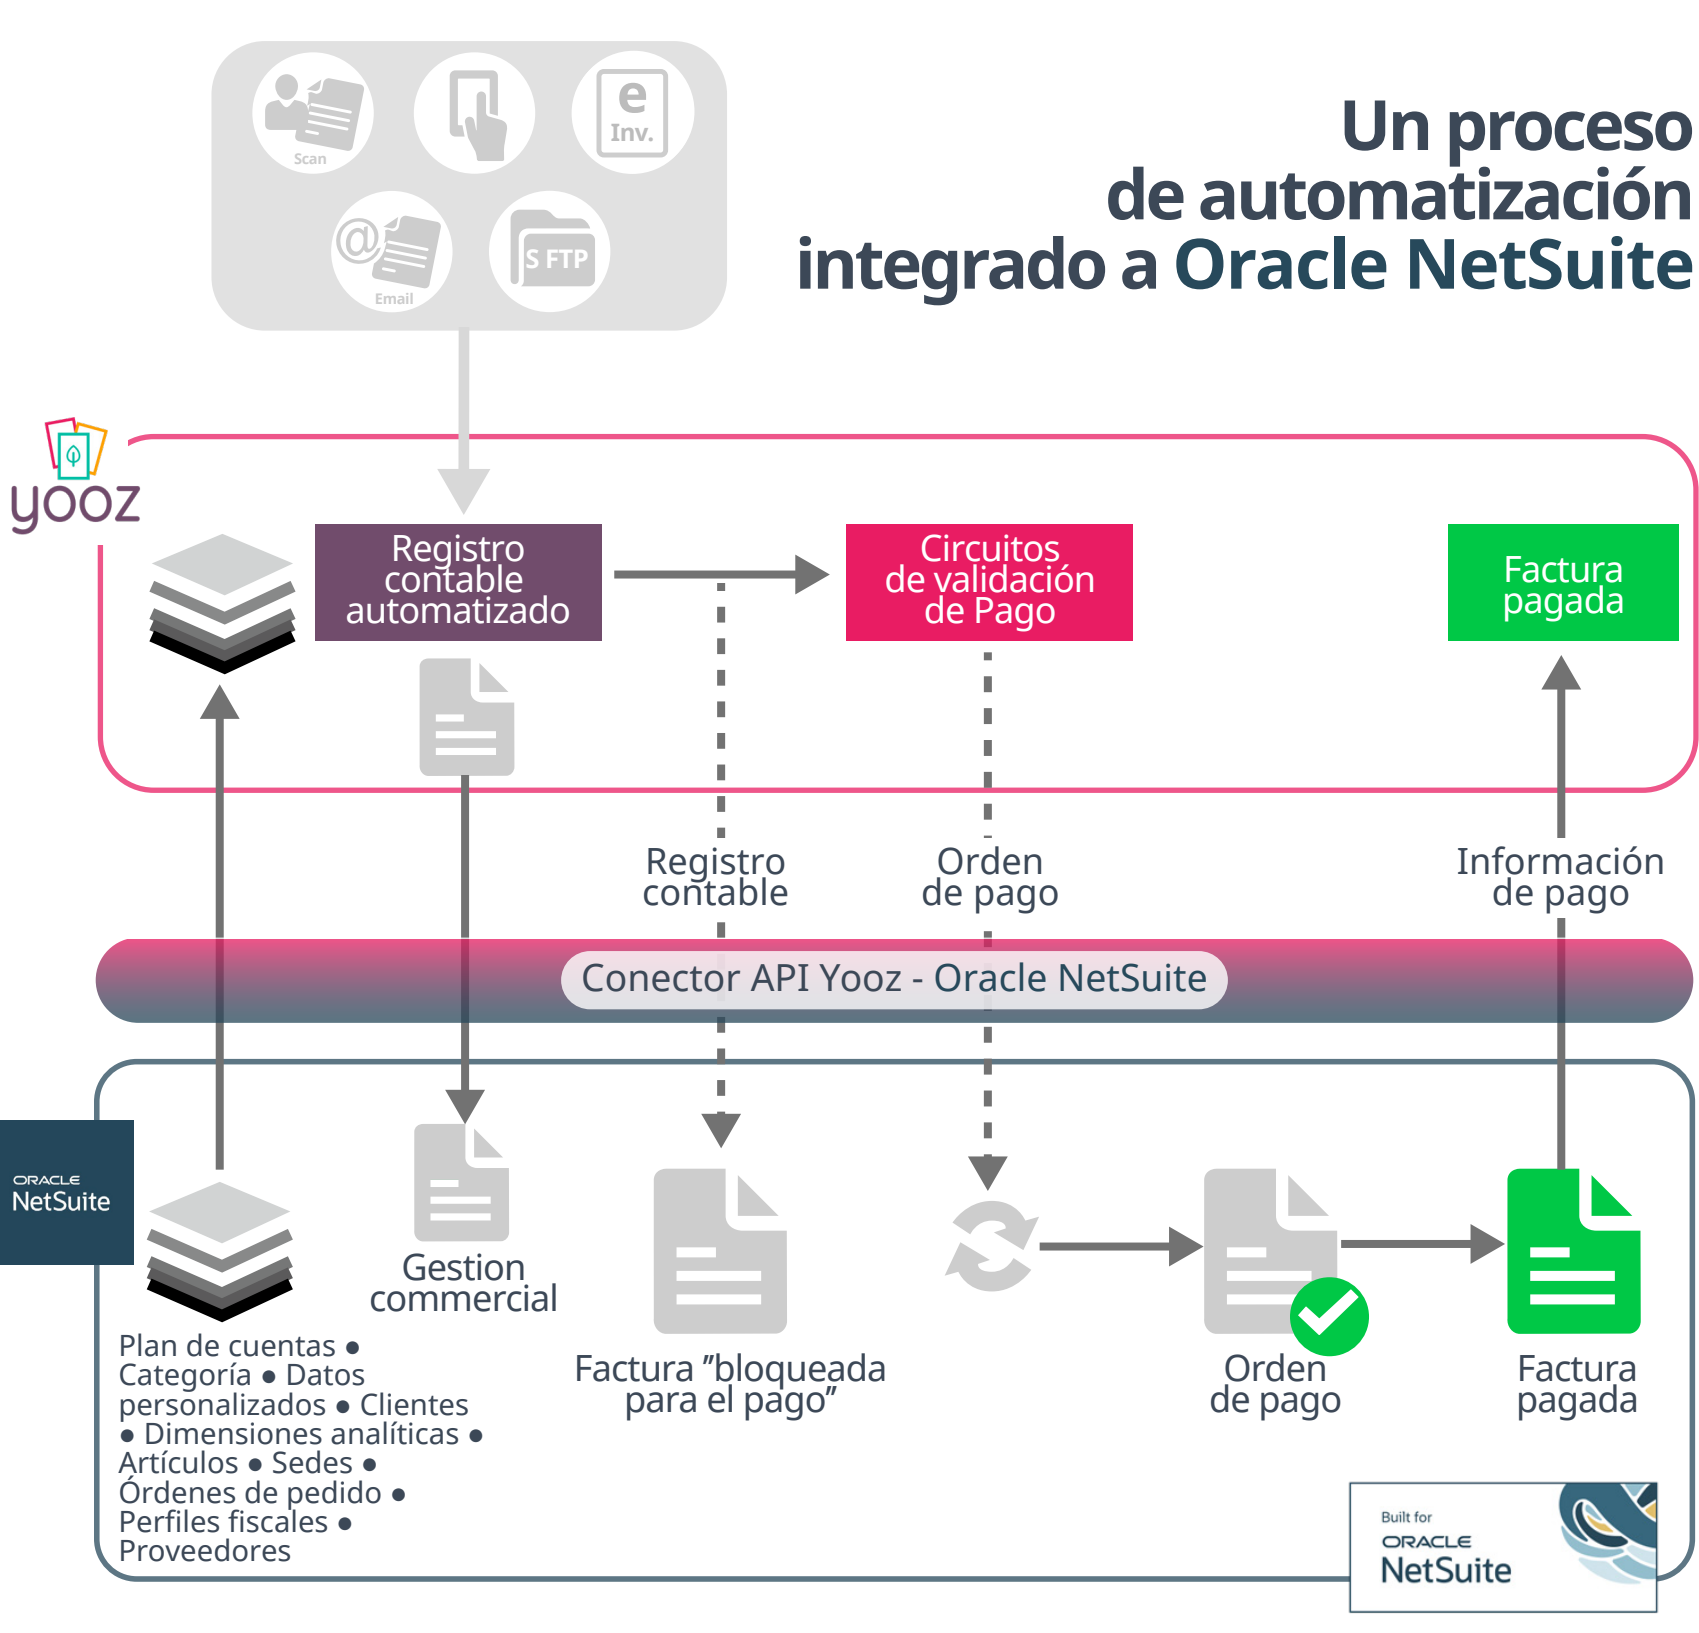 Scan
e
Inv.
@
Email
S FTP
Un proceso
de automatización
integrado a Oracle NetSuite
yooz
Registro
contable
automatizado
Circuitos
de validación
de Pago
Factura
pagada
Registro
contable
Orden
de pago
Información
de pago
Conector API Yooz - Oracle NetSuite
ORACLE
NetSuite
Gestion
commercial
Plan de cuentas ●
Categoría ● Datos
personalizados ● Clientes
● Dimensiones analíticas ●
Artículos ● Sedes ●
Órdenes de pedido ●
Perfiles fiscales ●
Proveedores
Factura "bloqueada
para el pago"
Orden
de pago
Factura
pagada
Built for
ORACLE
NetSuite